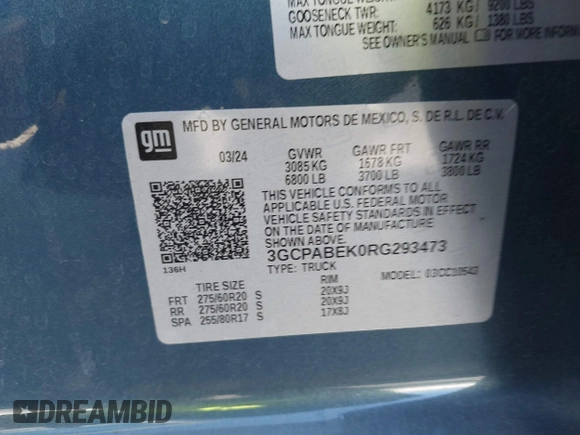 GOOSENECK TWR: 4173 KG/ 9200 LBS
MAX TONGUE WEIGHT: 626 KG/ 1380 LBS
SEE OWNER'S MANUAL FOR MORE INFORM
gm
MFD BY GENERAL MOTORS DE MEXICO, S. DE R.L. DE C.V.
03/24 GVWR GAWR FRT GAWR RR
3085 KG 1678 KG 1724 KG
6800 LB 3700 LB 3800 LB
THIS VEHICLE CONFORMS TO ALL
APPLICABLE U.S. FEDERAL MOTOR
VEHICLE SAFETY STANDARDS IN EFFECT
ON THE DATE OF MANUFACTURE
SHOWN ABOVE.
3GCPABEK0RG293473
136H
TYPE: TRUCK MODEL:
TIRE SIZE RIM
FRT 275/60R20 S 20X9J
RR 275/60R20 S 20X9J
SPA 255/80R17 S 17X8J
DREAMBID